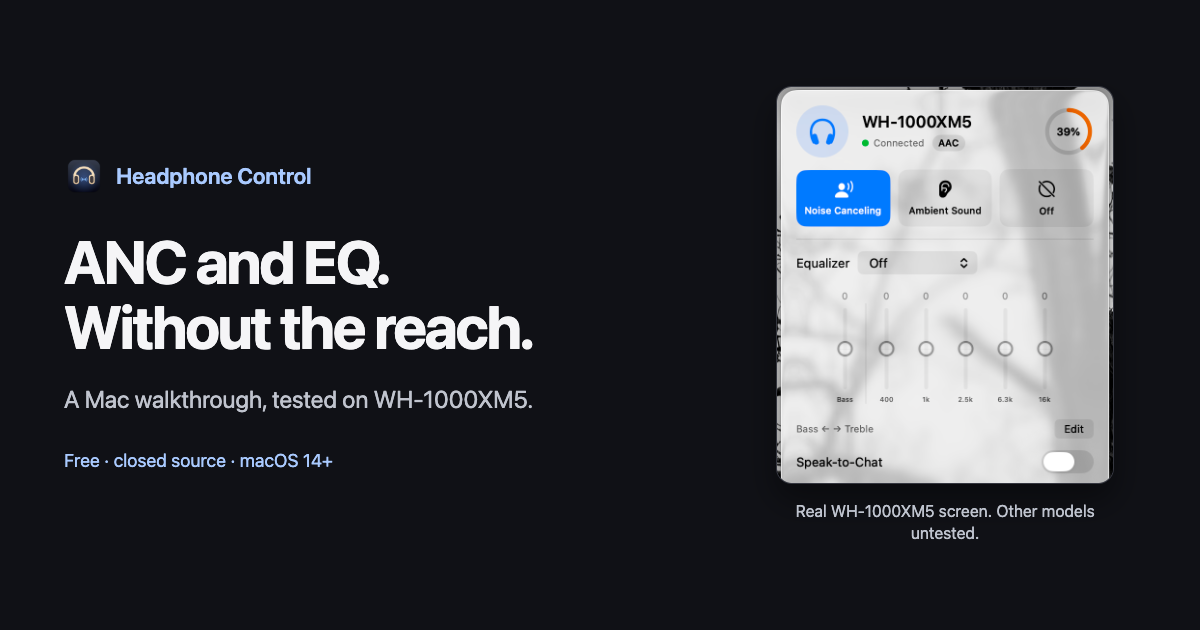 Headphone Control
ANC and EQ.
Without the reach.
A Mac walkthrough, tested on WH-1000XM5.
Free · closed source · macOS 14+
WH-1000XM5
Connected AAC
39%
Noise Canceling Ambient Sound Off
Equalizer Off
0 0 0 0 0 0
Bass 400 1k 2.5k 6.3k 16k
Bass ← → Treble Edit
Speak-to-Chat
Real WH-1000XM5 screen. Other models
untested.